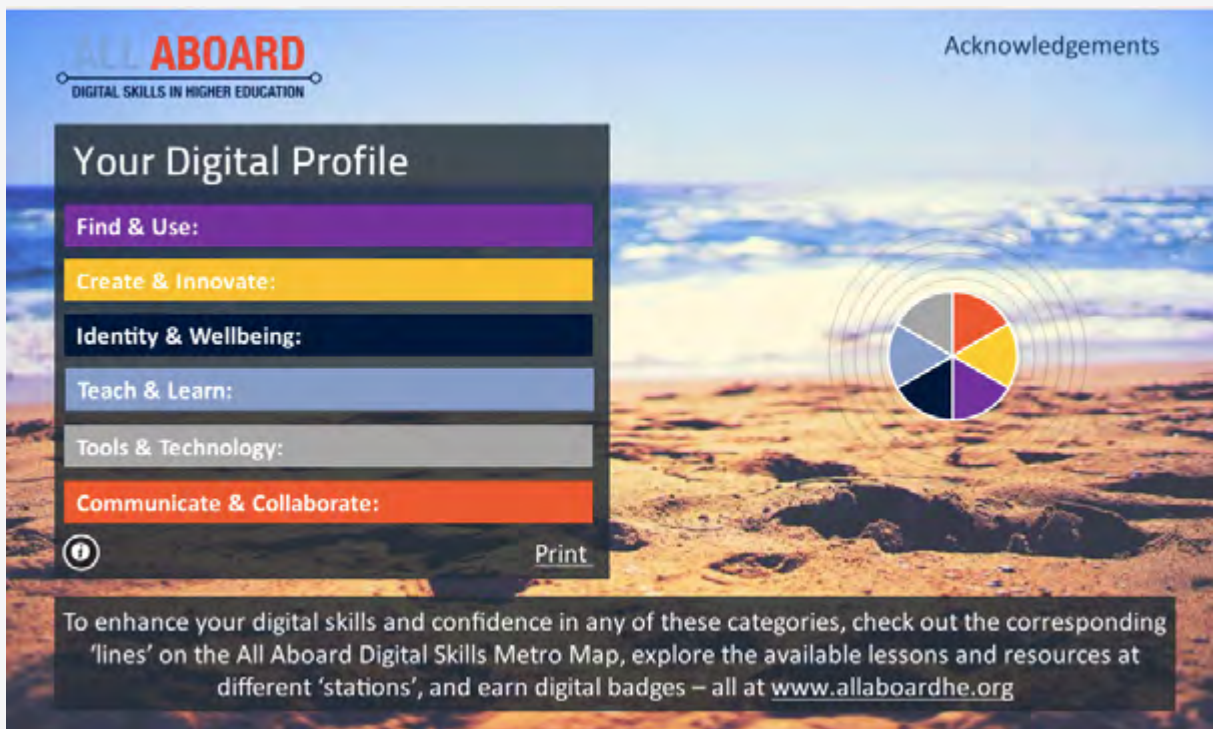 ALL ABOARD
DIGITAL SKILLS IN HIGHER EDUCATION
Acknowledgements
Your Digital Profile
Find & Use:
Create & Innovate:
Identity & Wellbeing:
Teach & Learn:
Tools & Technology:
Communicate & Collaborate:
i
Print
To enhance your digital skills and confidence in any of these categories, check out the corresponding
‘lines’ on the All Aboard Digital Skills Metro Map, explore the available lessons and resources at
different ‘stations’, and earn digital badges – all at www.allaboardhe.org